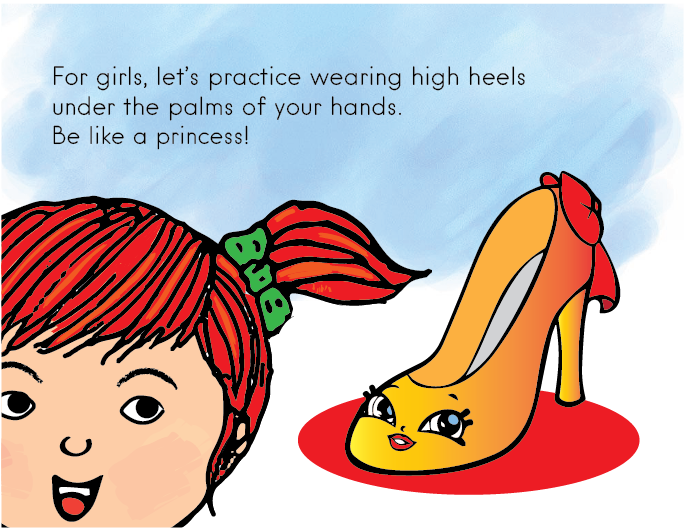 For girls, let's practice wearing high heels
under the palms of your hands.
Be like a princess!